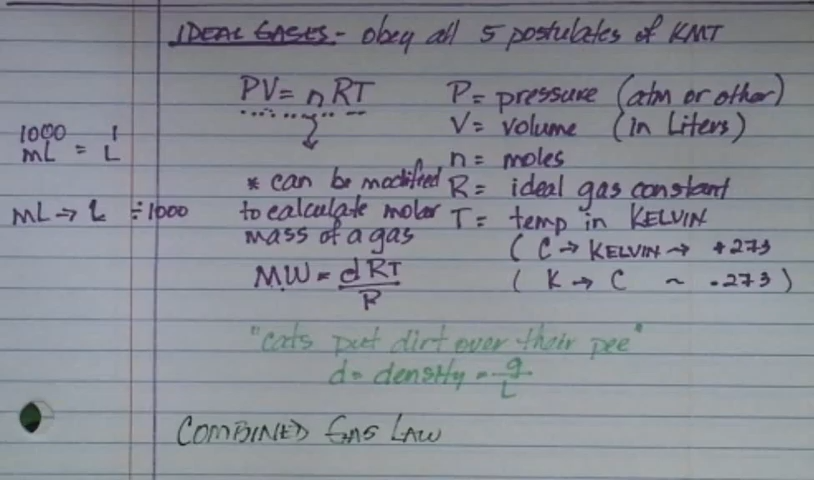 IDEAL GASES - obey all 5 postulates of KMT
PV = nRT
P = pressure (atm or other)
V = volume (in Liters)
n = moles
R = ideal gas constant
T = temp in KELVIN
(C → KELVIN → +273
(K → C ~ -273)
1000 mL = 1 L
mL → L ÷1000
* can be modified
to calculate molar
mass of a gas
MW = dRT
P
"cats put dirt over their pee"
d = density = g
L
COMBINED GAS LAW